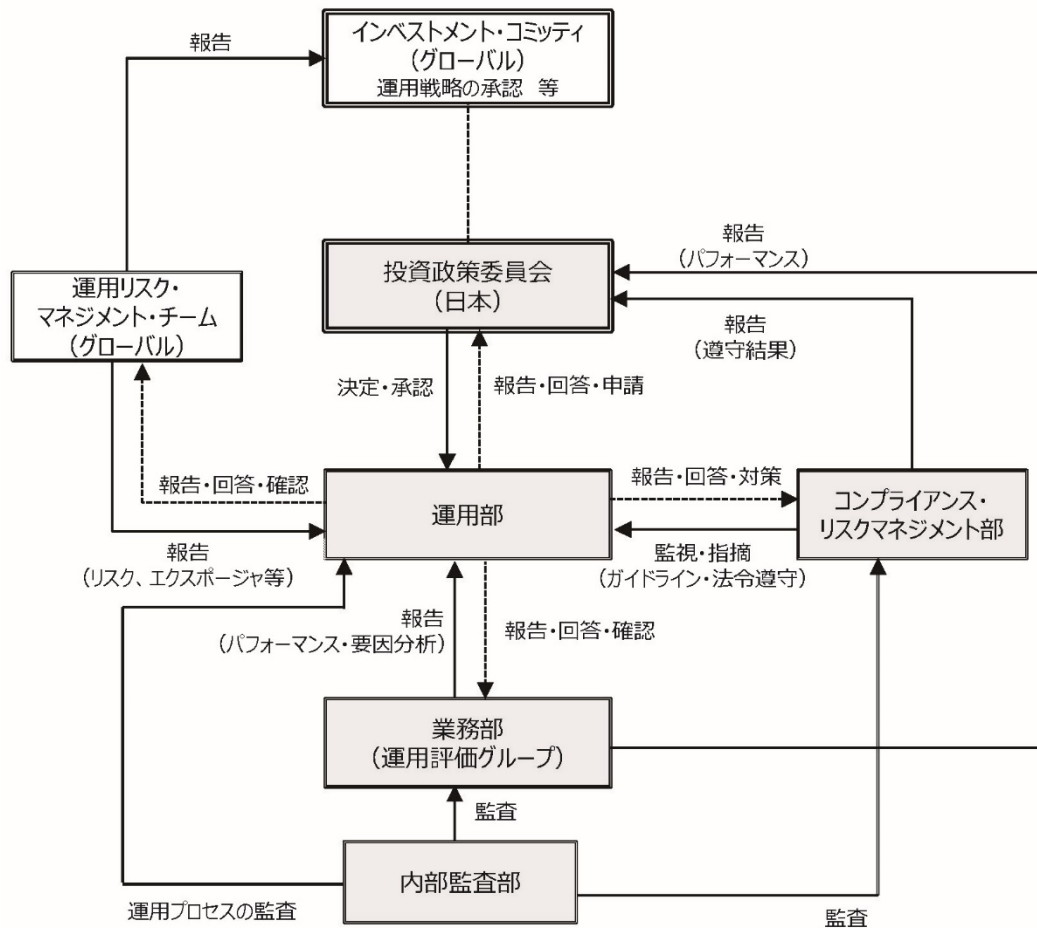 報告
インベストメント・コミッティ
（グローバル）
運用戦略の承認 等
報告
（パフォーマンス）
投資政策委員会
（日本）
運用リスク・
マネジメント・チーム
（グローバル）
報告
（遵守結果）
決定・承認
報告・回答・申請
報告・回答・確認
運用部
報告・回答・対策
コンプライアンス・
リスクマネジメント部
報告
（リスク、エクスポージャ等）
監視・指摘
（ガイドライン・法令遵守）
報告
（パフォーマンス・要因分析）
報告・回答・確認
業務部
（運用評価グループ）
監査
内部監査部
運用プロセスの監査
監査